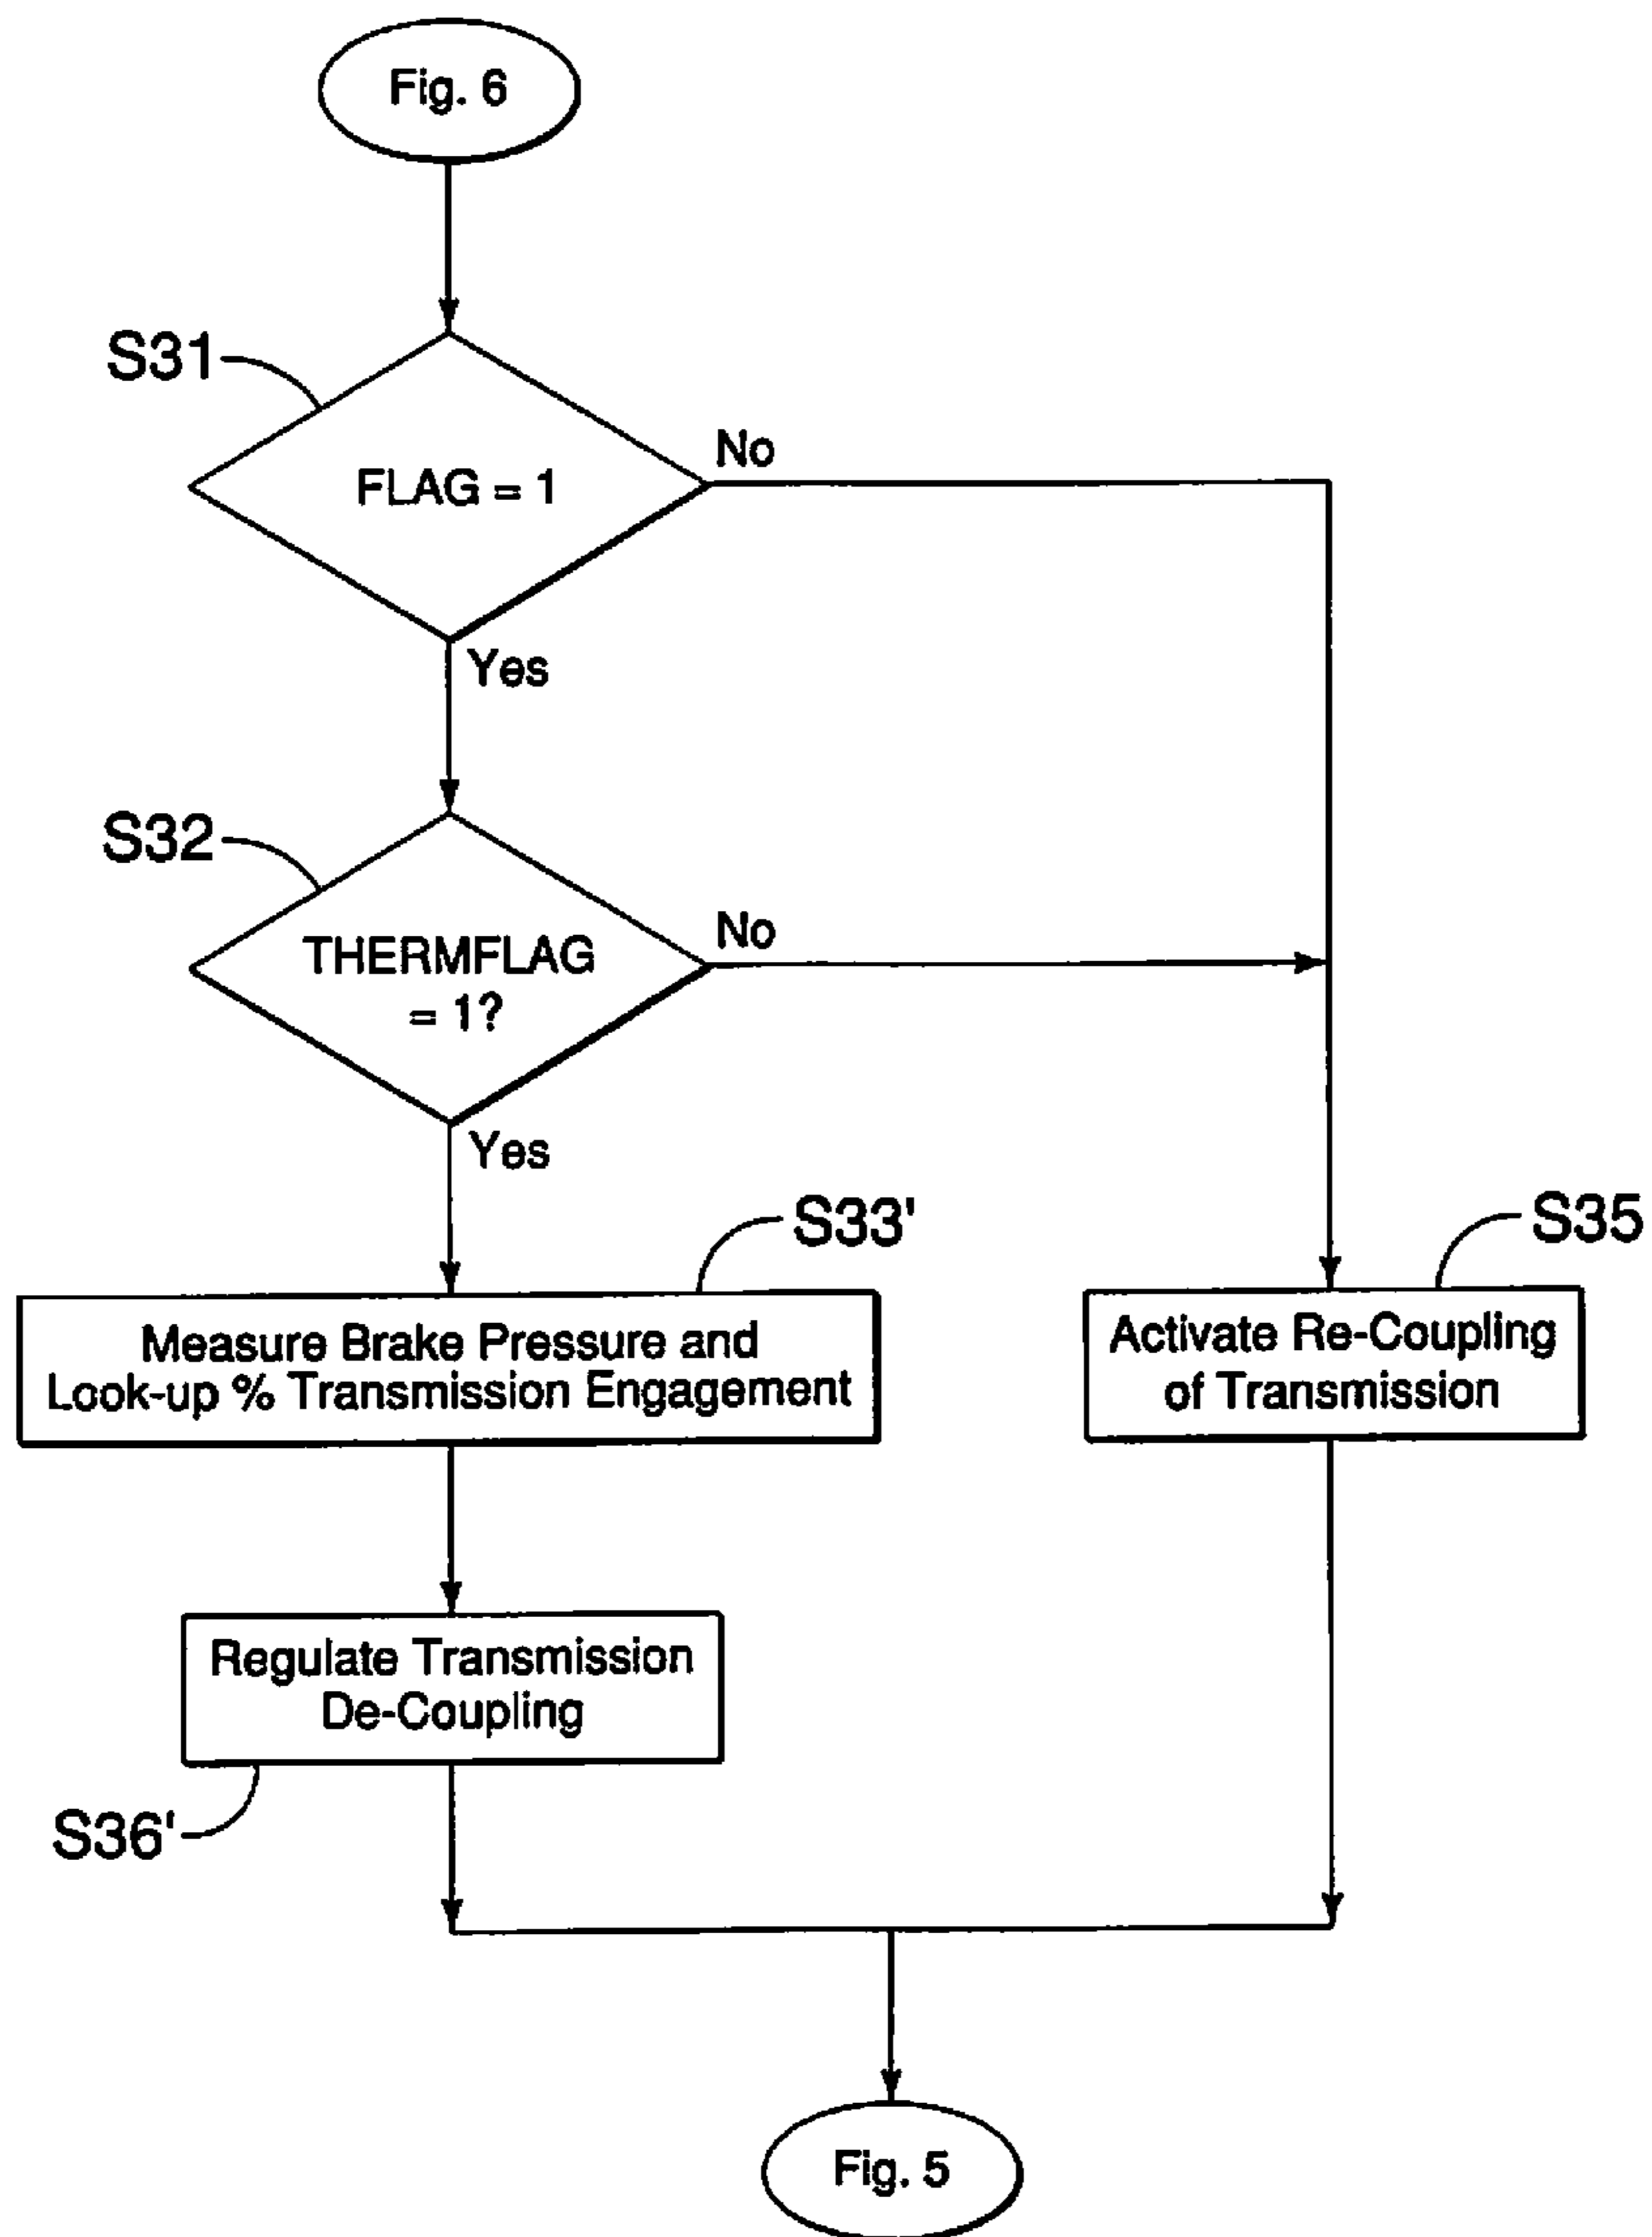 Fig. 6
S31
FLAG = 1
No
Yes
S32
THERMFLAG
= 1?
No
Yes
S33'
Measure Brake Pressure and
Look-up % Transmission Engagement
S35
Activate Re-Coupling
of Transmission
Regulate Transmission
De-Coupling
S36'
Fig. 5